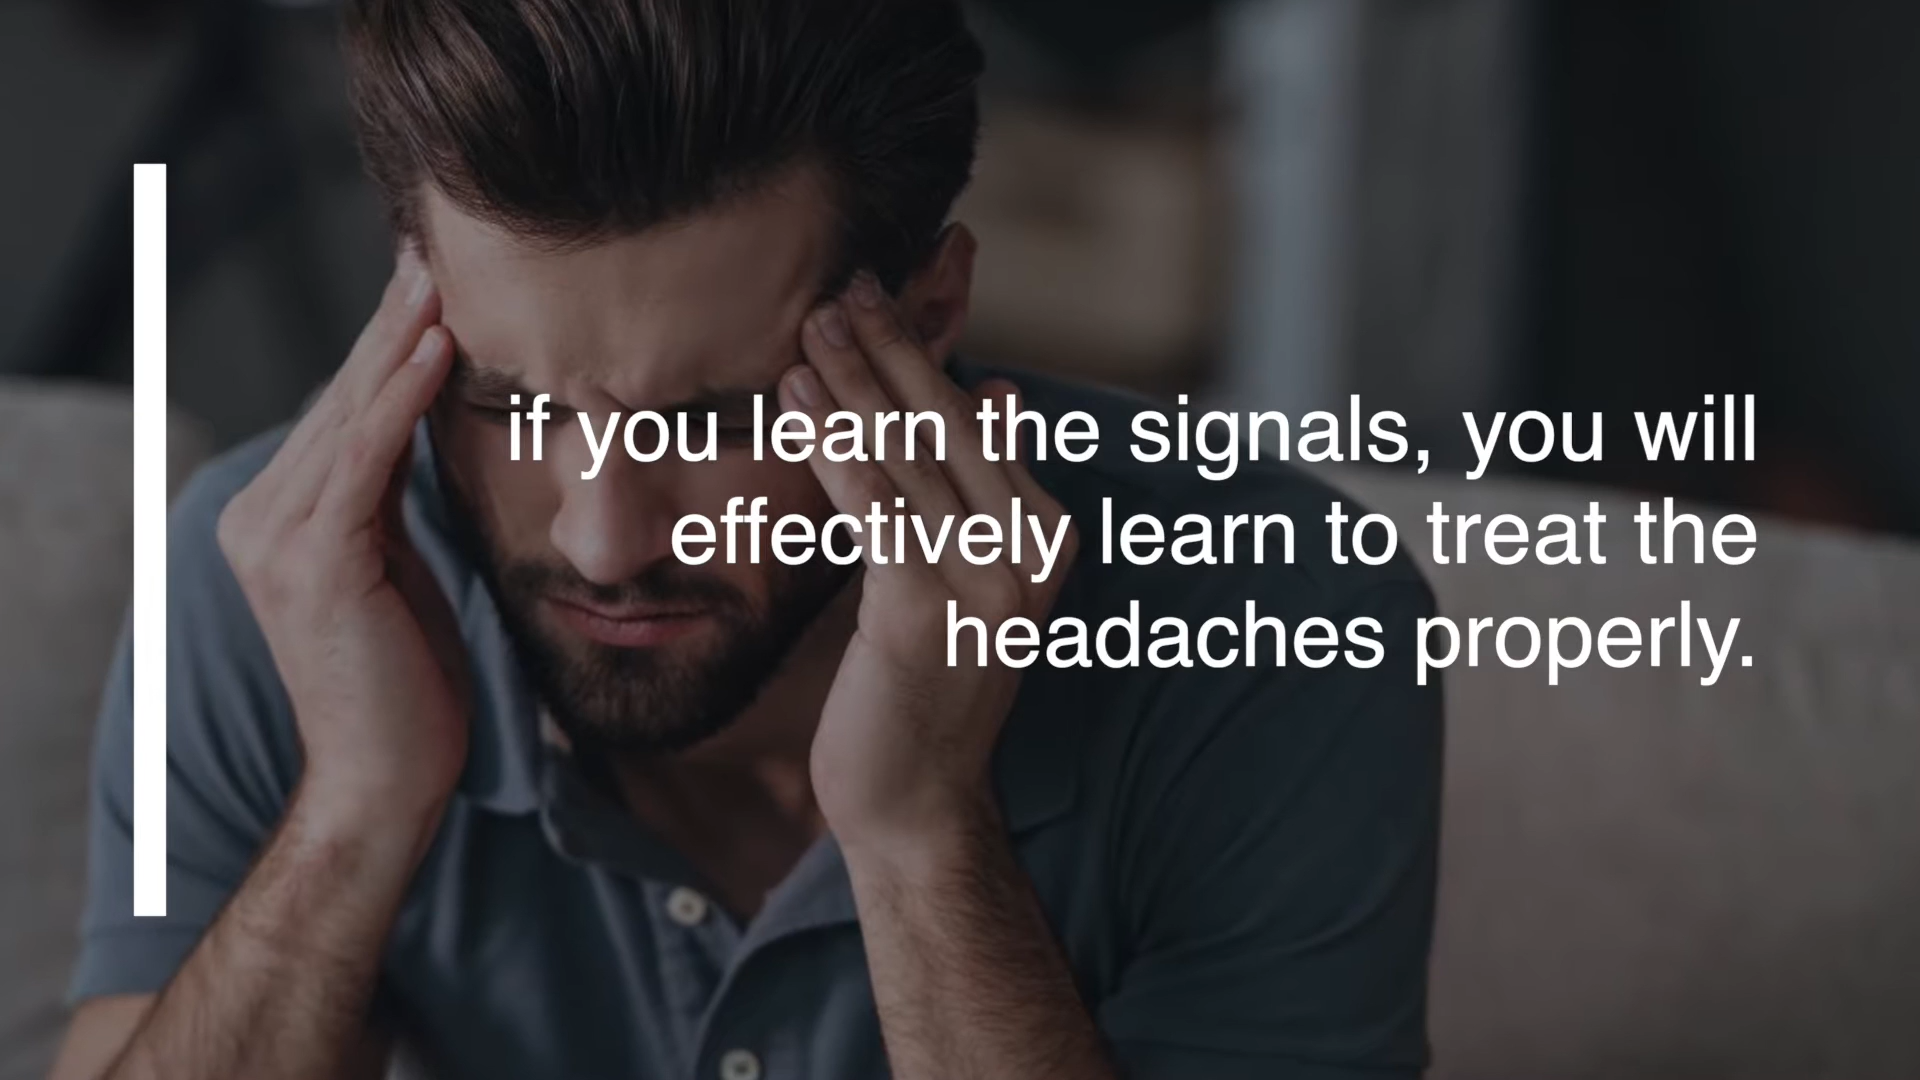 if you learn the signals, you will
effectively learn to treat the
headaches properly.